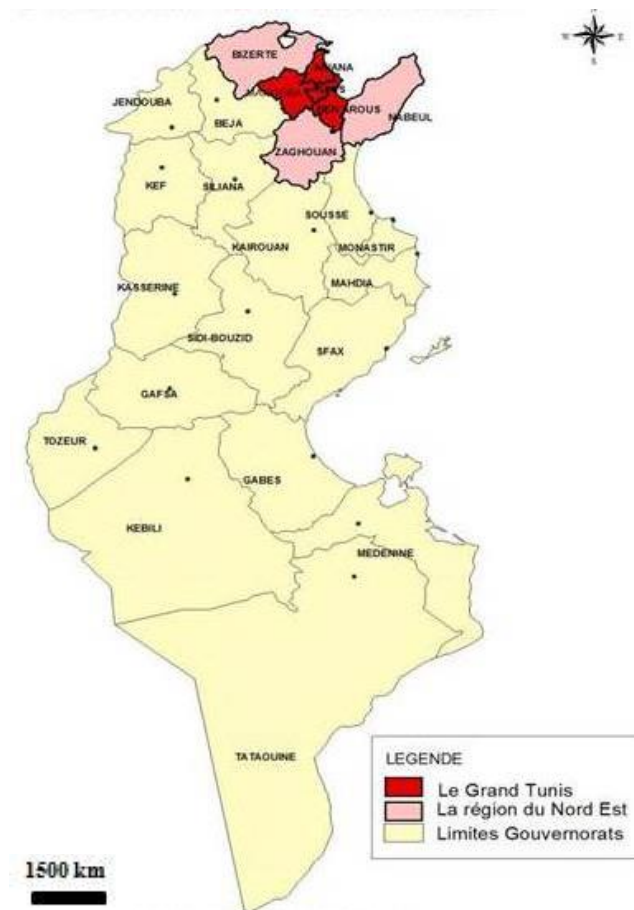 N
W
E
S
BIZERTE
NABEUL
JENDOUBA
BEJA
ZAGHOUAN
KEF
SILIANA
SOUSSE
KAIROUAN
MONASTIR
KASSERINE
MAHDIA
SIDI-BOUZID
SFAX
GAFSA
TOZEUR
GABES
KEBILI
MEDENINE
TATAOUINE
LEGENDE
Le Grand Tunis
La région du Nord Est
Limites Gouvernorats
1500 km